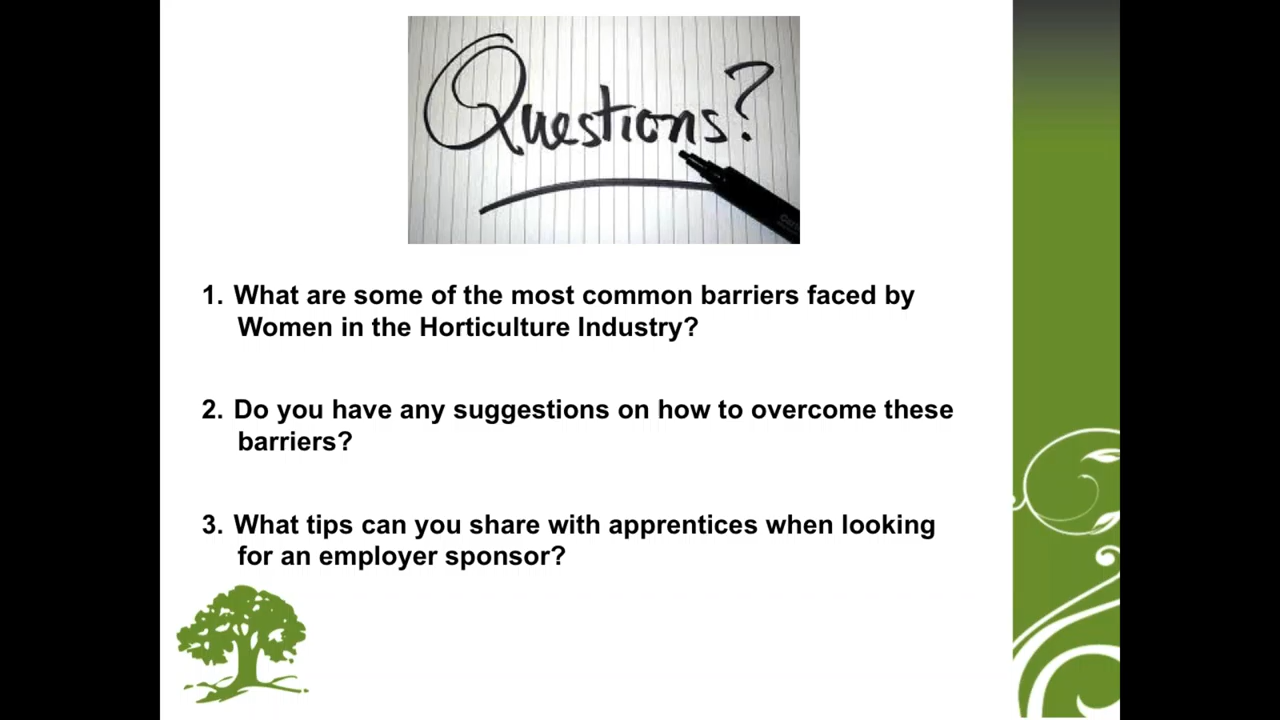 Questions?
1. What are some of the most common barriers faced by
Women in the Horticulture Industry?
2. Do you have any suggestions on how to overcome these
barriers?
3. What tips can you share with apprentices when looking
for an employer sponsor?